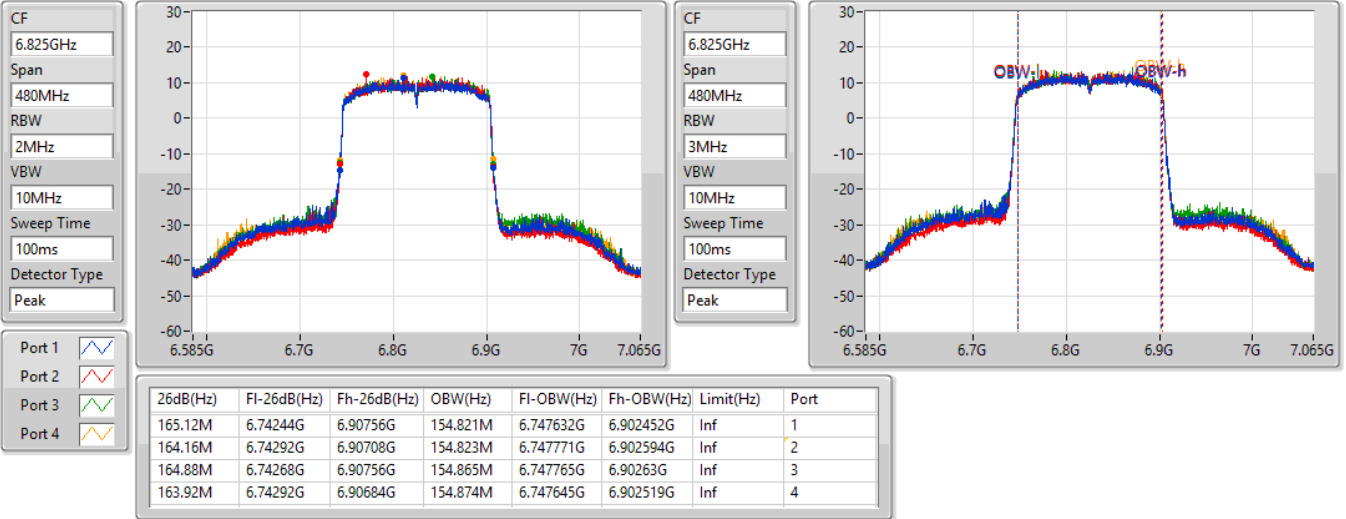 CF
6.825GHz
Span
480MHz
RBW
2MHz
VBW
10MHz
Sweep Time
100ms
Detector Type
Peak
30
20
10
0
-10
-20
-30
-40
-50
-60
6.585G 6.7G 6.8G 6.9G 7G 7.065G
CF
6.825GHz
Span
480MHz
RBW
3MHz
VBW
10MHz
Sweep Time
100ms
Detector Type
Peak
30
20
10
0
-10
-20
-30
-40
-50
-60
OBW-l OBW-h
6.585G 6.7G 6.8G 6.9G 7G 7.065G
Port 1
Port 2
Port 3
Port 4
26dB(Hz) Fl-26dB(Hz) Fh-26dB(Hz) OBW(Hz) Fl-OBW(Hz) Fh-OBW(Hz) Limit(Hz) Port
165.12M 6.74244G 6.90756G 154.821M 6.747632G 6.902452G Inf 1
164.16M 6.74292G 6.90708G 154.823M 6.747771G 6.902594G Inf 2
164.88M 6.74268G 6.90756G 154.865M 6.747765G 6.90263G Inf 3
163.92M 6.74292G 6.90684G 154.874M 6.747645G 6.902519G Inf 4